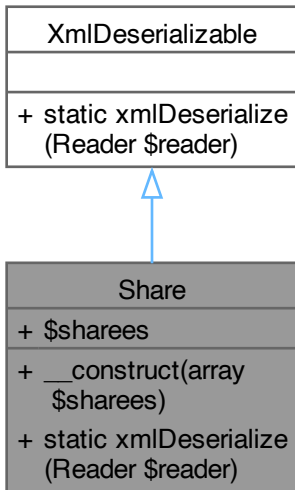 XmlDeserializable
+ static xmlDeserialize
(Reader $reader)
Share
+ $sharees
+ __construct(array
$sharees)
+ static xmlDeserialize
(Reader $reader)